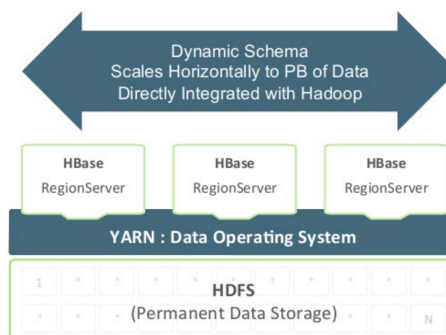 Dynamic Schema
Scales Horizontally to PB of Data
Directly Integrated with Hadoop
HBase HBase HBase
RegionServer RegionServer RegionServer
YARN : Data Operating System
1 * * * * * * * * * *
HDFS
(Permanent Data Storage)
N